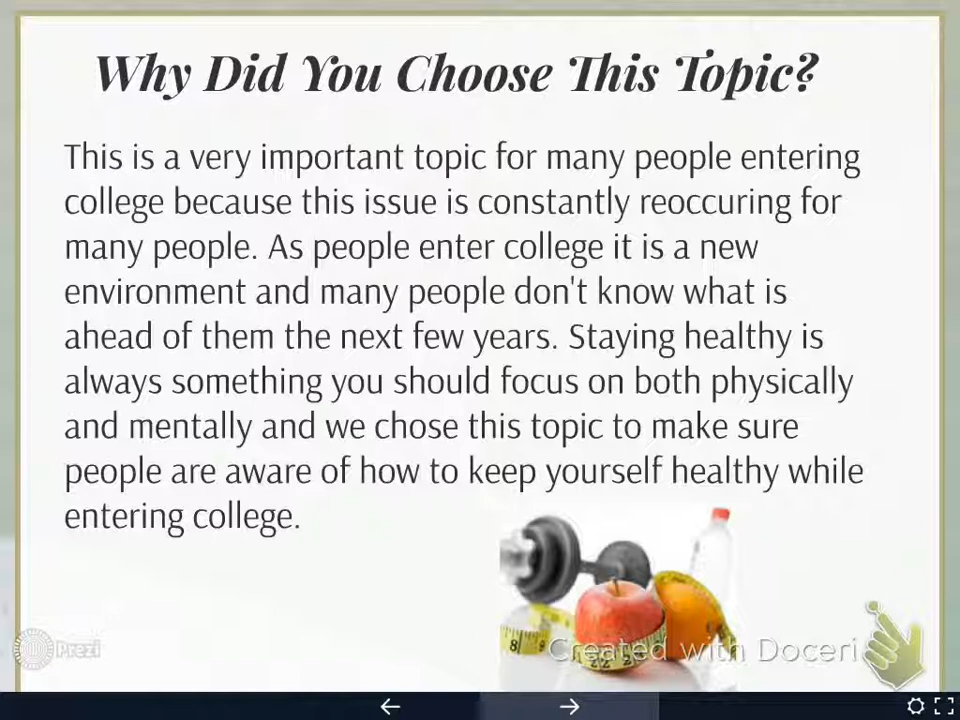 Why Did You Choose This Topic?
This is a very important topic for many people entering
college because this issue is constantly reoccuring for
many people. As people enter college it is a new
environment and many people don't know what is
ahead of them the next few years. Staying healthy is
always something you should focus on both physically
and mentally and we chose this topic to make sure
people are aware of how to keep yourself healthy while
entering college.
8 9
22
Prezi
Created with Doceri